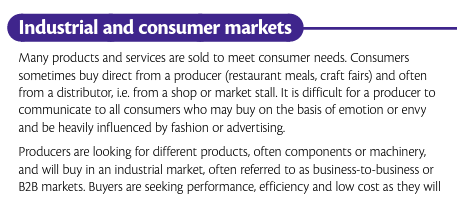 Industrial and consumer markets
Many products and services are sold to meet consumer needs. Consumers
sometimes buy direct from a producer (restaurant meals, craft fairs) and often
from a distributor, i.e. from a shop or market stall. It is difficult for a producer to
communicate to all consumers who may buy on the basis of emotion or envy
and be heavily influenced by fashion or advertising.
Producers are looking for different products, often components or machinery,
and will buy in an industrial market, often referred to as business-to-business or
B2B markets. Buyers are seeking performance, efficiency and low cost as they will